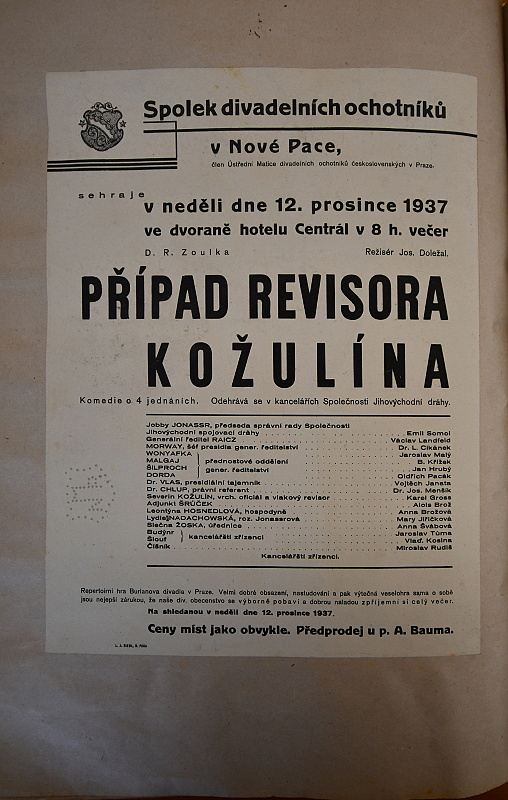 Spolek divadelních ochotníků
v Nové Pace,
člen Ústřední Matice divadelních ochotníků československých v Praze.
sehraje
v neděli dne 12. prosince 1937
ve dvoraně hotelu Centrál v 8 h. večer
D. R. Zoulka Režisér Jos. Doležal.
PŘÍPAD REVISORA
KOŽULÍNA
Komedie o 4 jednáních. Odehrává se v kancelářích Společnosti Jihovýchodní dráhy.
Jobby JONASSR, předseda správní rady Společnosti
Jihovýchodní spojovací dráhy . . . . Emil Somol
Generální ředitel RAICZ . . . . Václav Landfeld
MORWAY, šéf presidia gener. ředitelství . . . . Dr. L. Cikánek
WONYAFKA . . . . Jaroslav Malý
MALGAJ } přednostové oddělení . . . . B. Křížek
ŠILPROCH } gener. ředitelství . . . . Jan Hrubý
DORDA . . . . Oldřich Pacák
Dr. VLAS, presidiální tajemník . . . . Vojtěch Jansta
Dr. CHLUP, právní referent . . . . Dr. Jos. Menšík
Severin KOŽULÍN, vrch. oficiál a vlakový revisor . . . . Karel Gross
Adjunkt ŠRŮČEK . . . . Alois Brož
Leontýna HOSNEDLOVÁ, hospodyně . . . . Anna Brožová
Lydie NADACHOWSKÁ, roz. Jonassrová . . . . Mary Jiřičková
Slečna ŽOSKA, úřednice . . . . Anna Švábová
Budýnr } kancelářští zřízenci . . . . Jaroslav Tůma
Šlouf } . . . . Vlad. Kosina
Číšník . . . . Miroslav Rudiš
Kancelářští zřízenci.
Repertoirní hra Burianova divadla v Praze. Velmi dobré obsazení, nastudování a pak výtečná veselohra sama o sobě
jsou nejlepší zárukou, že naše div. obecenstvo se výborně pobaví a dobrou náladou zpříjemní si celý večer.
Na shledanou v neděli dne 12. prosince 1937.
Ceny míst jako obvykle. Předprodej u p. A. Bauma.